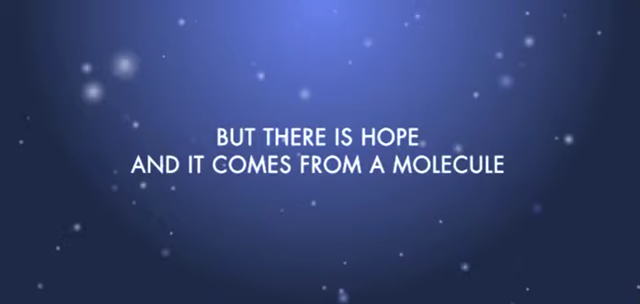 BUT THERE IS HOPE
AND IT COMES FROM A MOLECULE